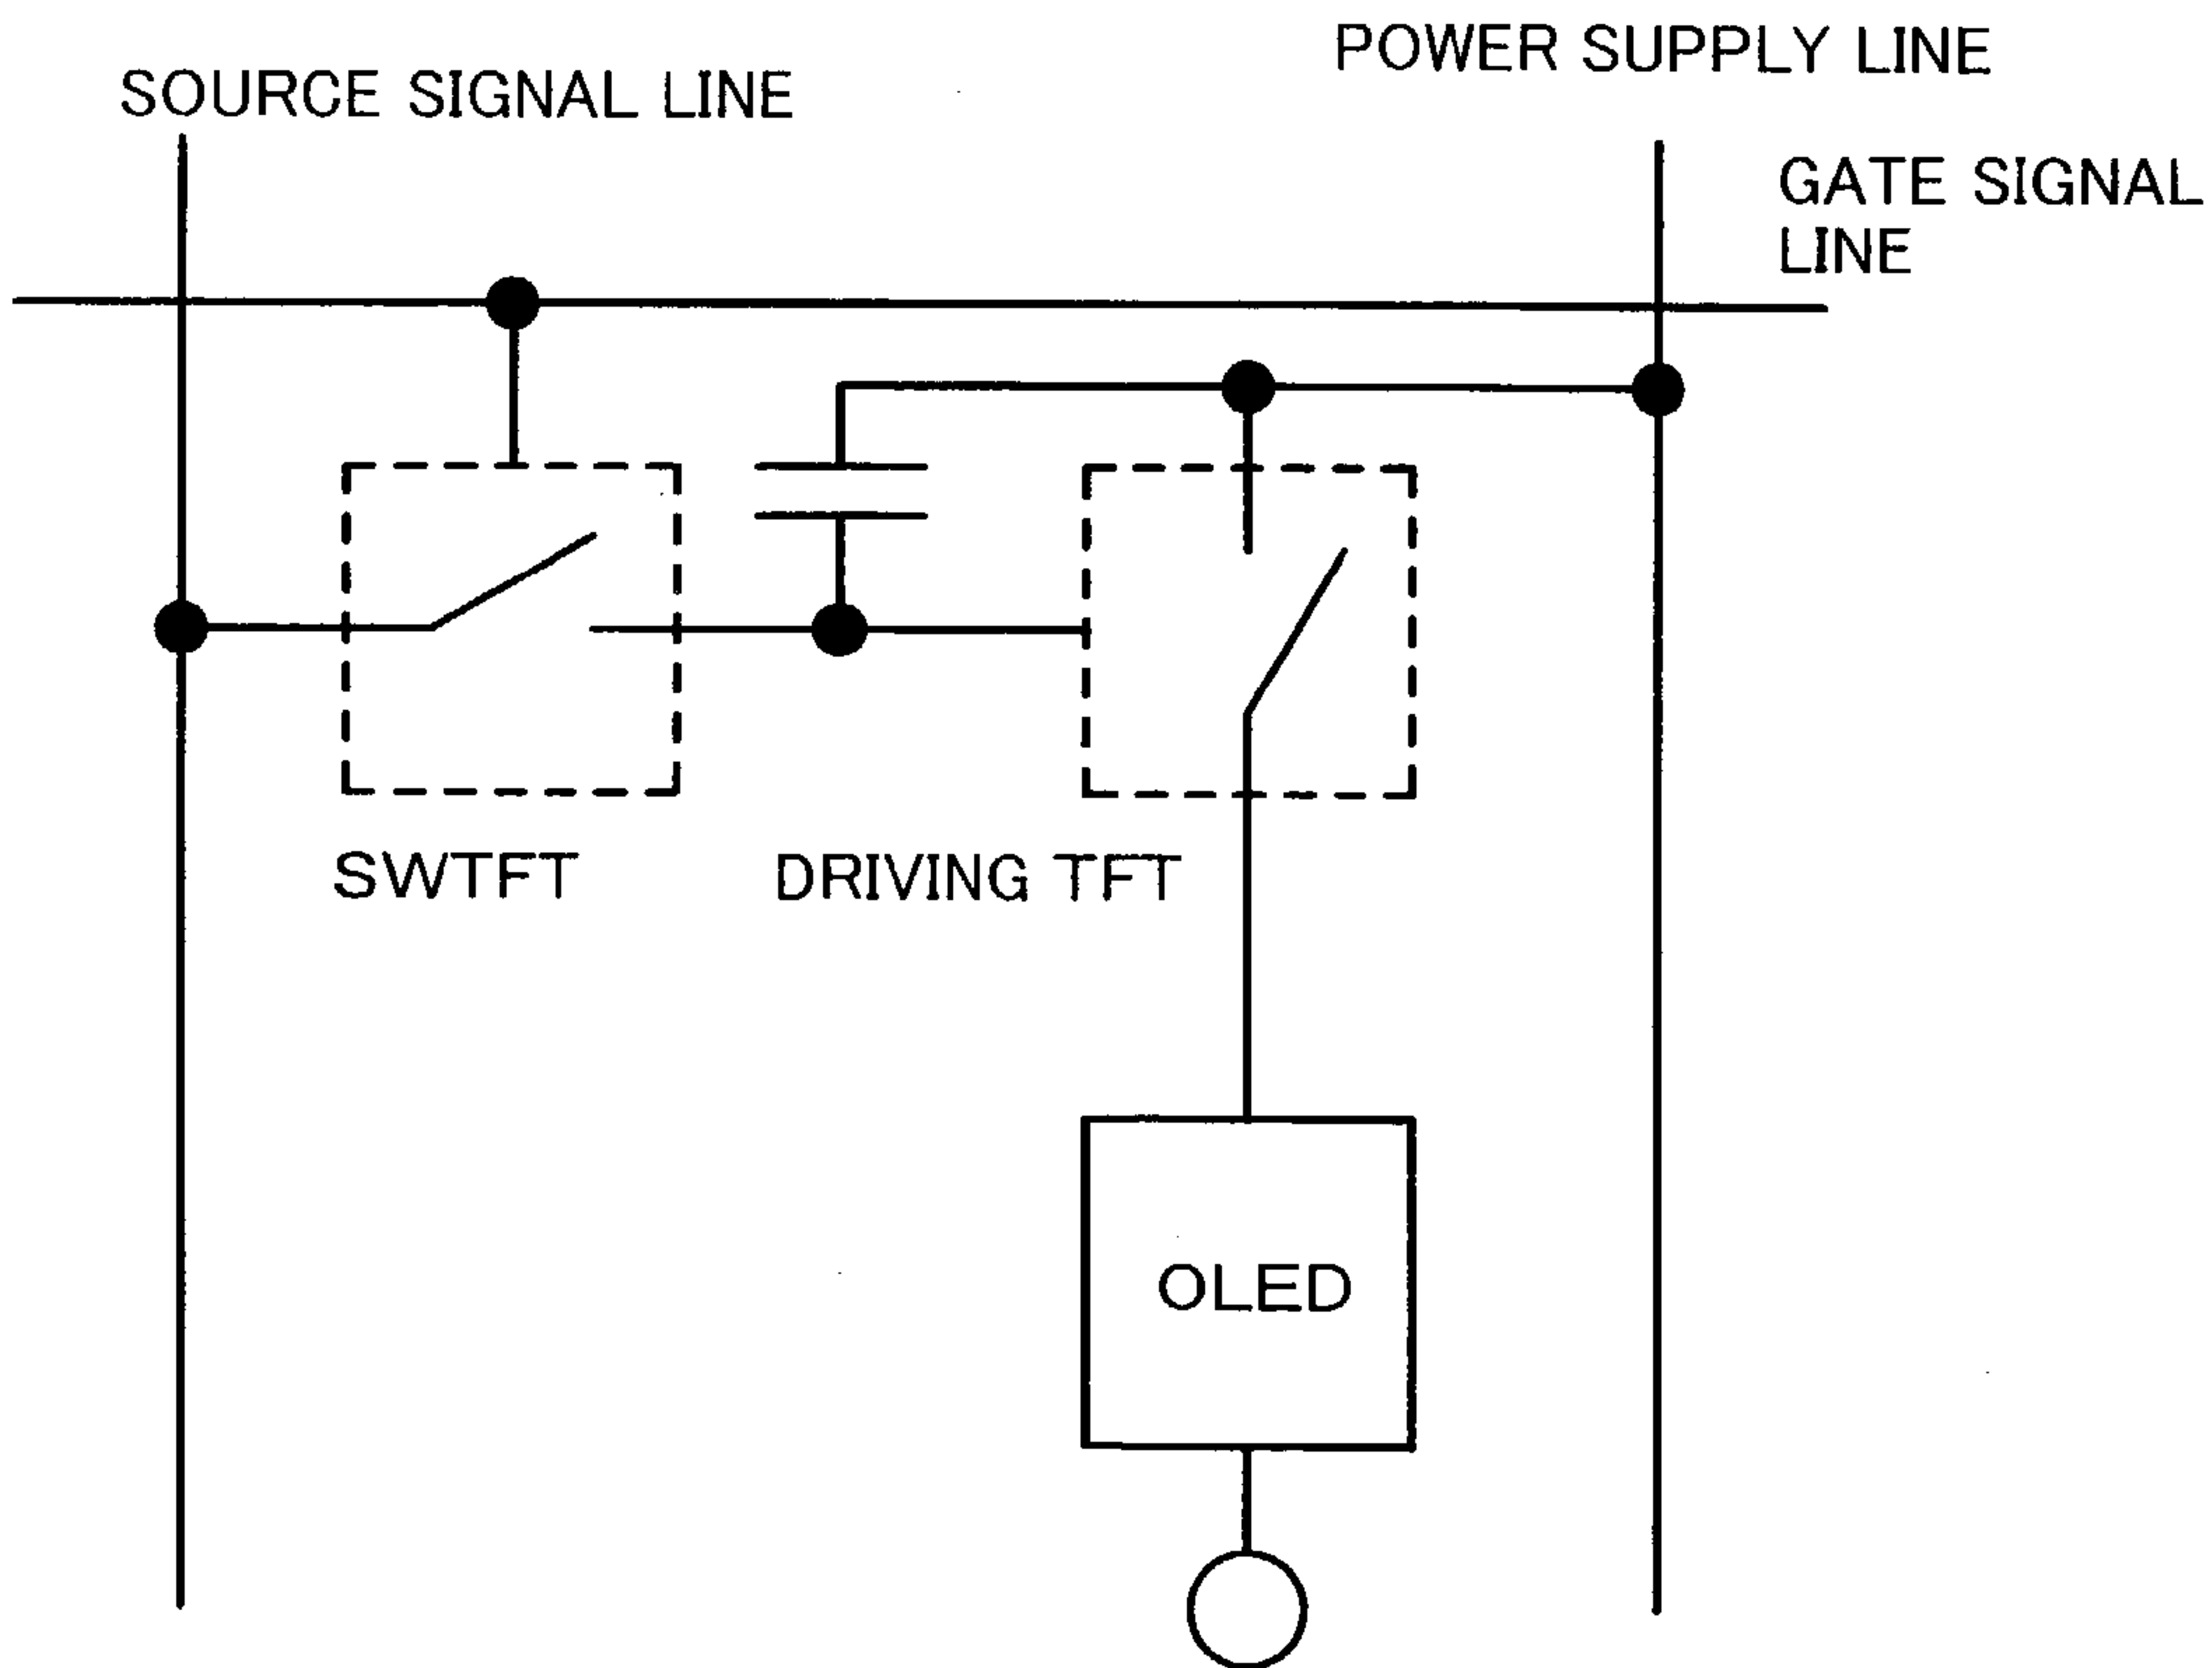 POWER SUPPLY LINE
SOURCE SIGNAL LINE
GATE SIGNAL
LINE
SWTFT
DRIVING TFT
OLED